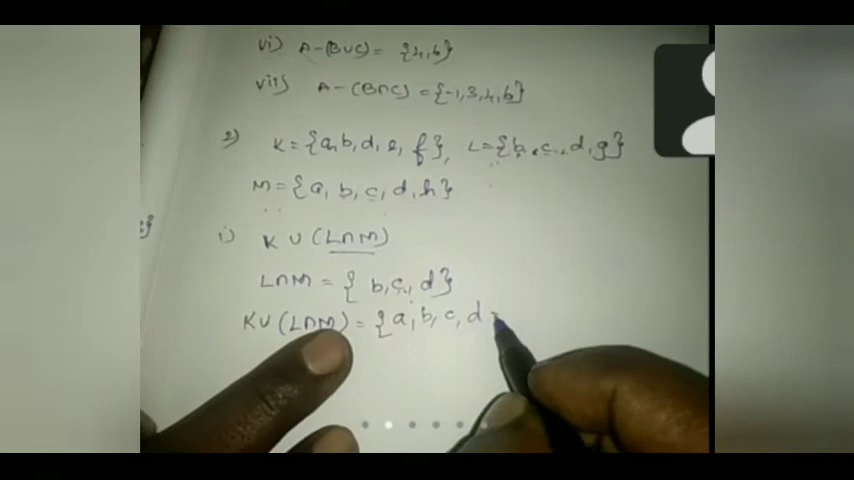 vi) A-(BUC) = {4,6}
vii) A-(B∩C) = {-1,3,4,6}
2) K = {a,b,d,e,f}, L={b,c,d,g}
M = {a, b, c, d, h}
i) K ∪ (L∩M)
L∩M = { b,c,d}
K∪(L∩M) = {a,b,c,d